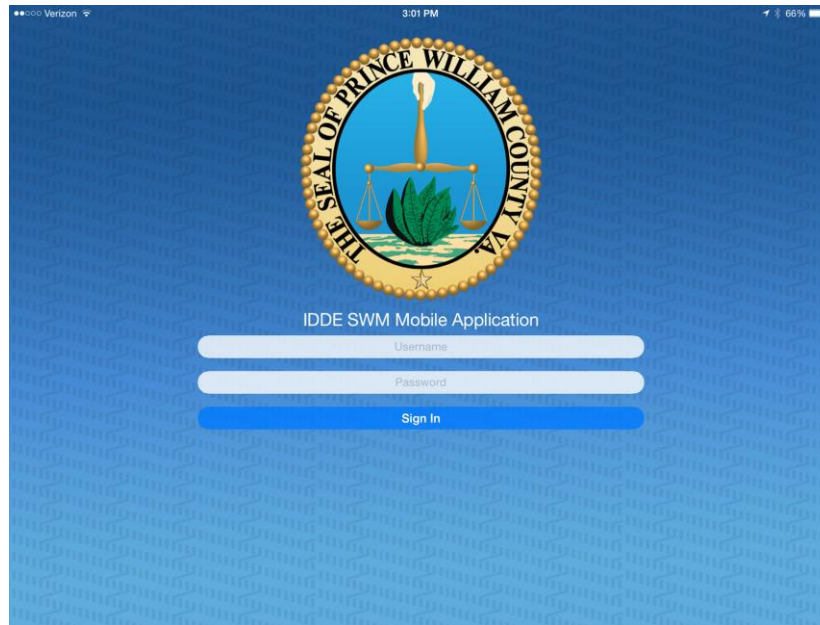 Verizon
3:01 PM
66%
THE SEAL OF PRINCE WILLIAM COUNTY VA.
IDDE SWM Mobile Application
Username
Password
Sign In